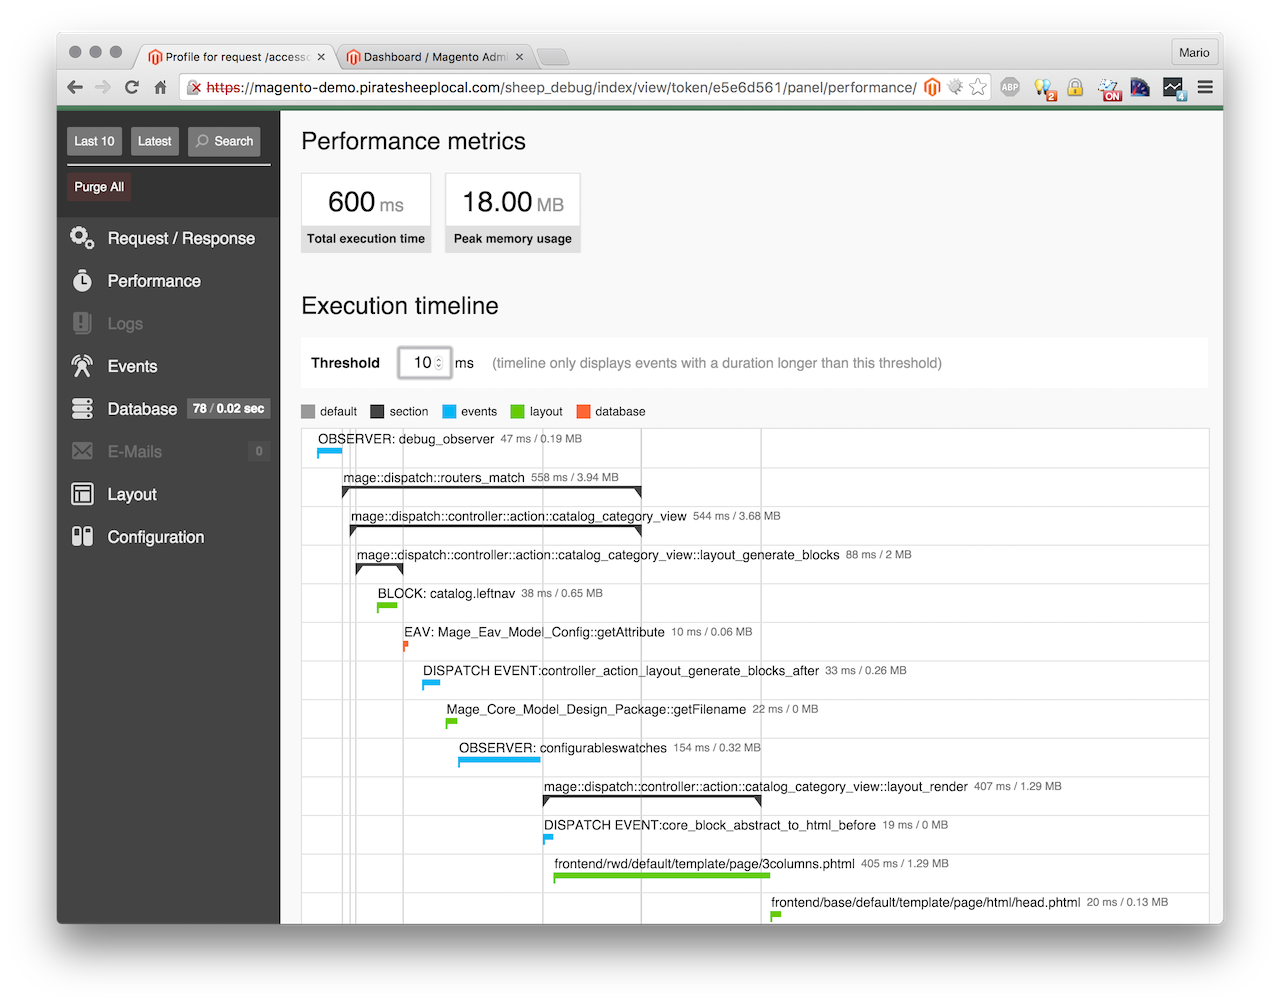 Profile for request /accesso
Dashboard / Magento Admi
Mario
https://magento-demo.piratesheeplocal.com/sheep_debug/index/view/token/e5e6d561/panel/performance/
ABP
2
ON
4
Last 10
Latest
Search
Purge All
Request / Response
Performance
Logs
Events
Database 78 / 0.02 sec
E-Mails 0
Layout
Configuration
Performance metrics
600 ms
Total execution time
18.00 MB
Peak memory usage
Execution timeline
Threshold 10 ms (timeline only displays events with a duration longer than this threshold)
default section events layout database
OBSERVER: debug_observer 47 ms / 0.19 MB
mage::dispatch::routers_match 558 ms / 3.94 MB
mage::dispatch::controller::action::catalog_category_view 544 ms / 3.68 MB
mage::dispatch::controller::action::catalog_category_view::layout_generate_blocks 88 ms / 2 MB
BLOCK: catalog.leftnav 38 ms / 0.65 MB
EAV: Mage_Eav_Model_Config::getAttribute 10 ms / 0.06 MB
DISPATCH EVENT:controller_action_layout_generate_blocks_after 33 ms / 0.26 MB
Mage_Core_Model_Design_Package::getFilename 22 ms / 0 MB
OBSERVER: configurableswatches 154 ms / 0.32 MB
mage::dispatch::controller::action::catalog_category_view::layout_render 407 ms / 1.29 MB
DISPATCH EVENT:core_block_abstract_to_html_before 19 ms / 0 MB
frontend/rwd/default/template/page/3columns.phtml 405 ms / 1.29 MB
frontend/base/default/template/page/html/head.phtml 20 ms / 0.13 MB